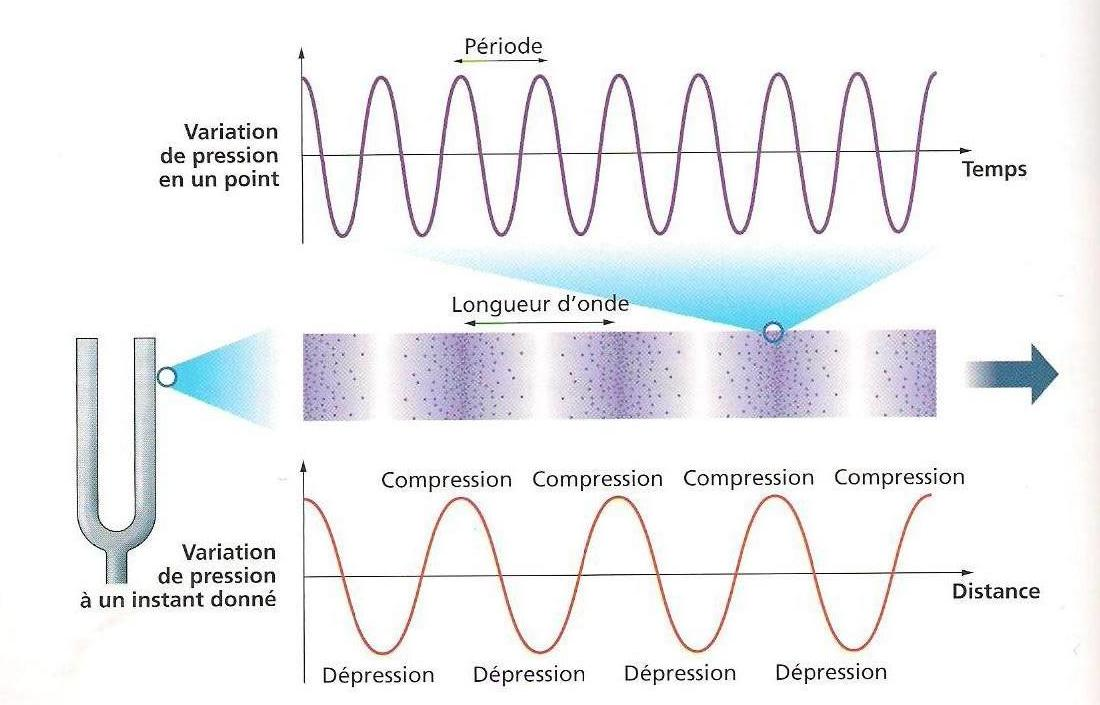 Période
Variation
de pression
en un point
Temps
Longueur d'onde
Compression Compression Compression Compression
Variation
de pression
à un instant donné
Distance
Dépression Dépression Dépression Dépression